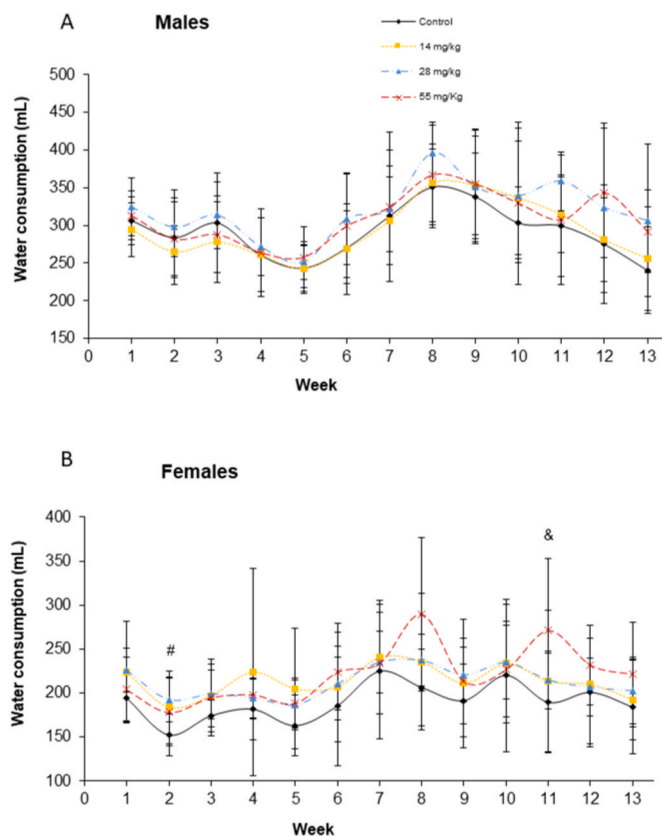 A
Males
Control
14 mg/kg
28 mg/kg
55 mg/Kg
Water consumption (mL)
500
450
400
350
300
250
200
150
0 1 2 3 4 5 6 7 8 9 10 11 12 13
Week
B
Females
Water consumption (mL)
400
350
300
250
200
150
100
#
&
0 1 2 3 4 5 6 7 8 9 10 11 12 13
Week